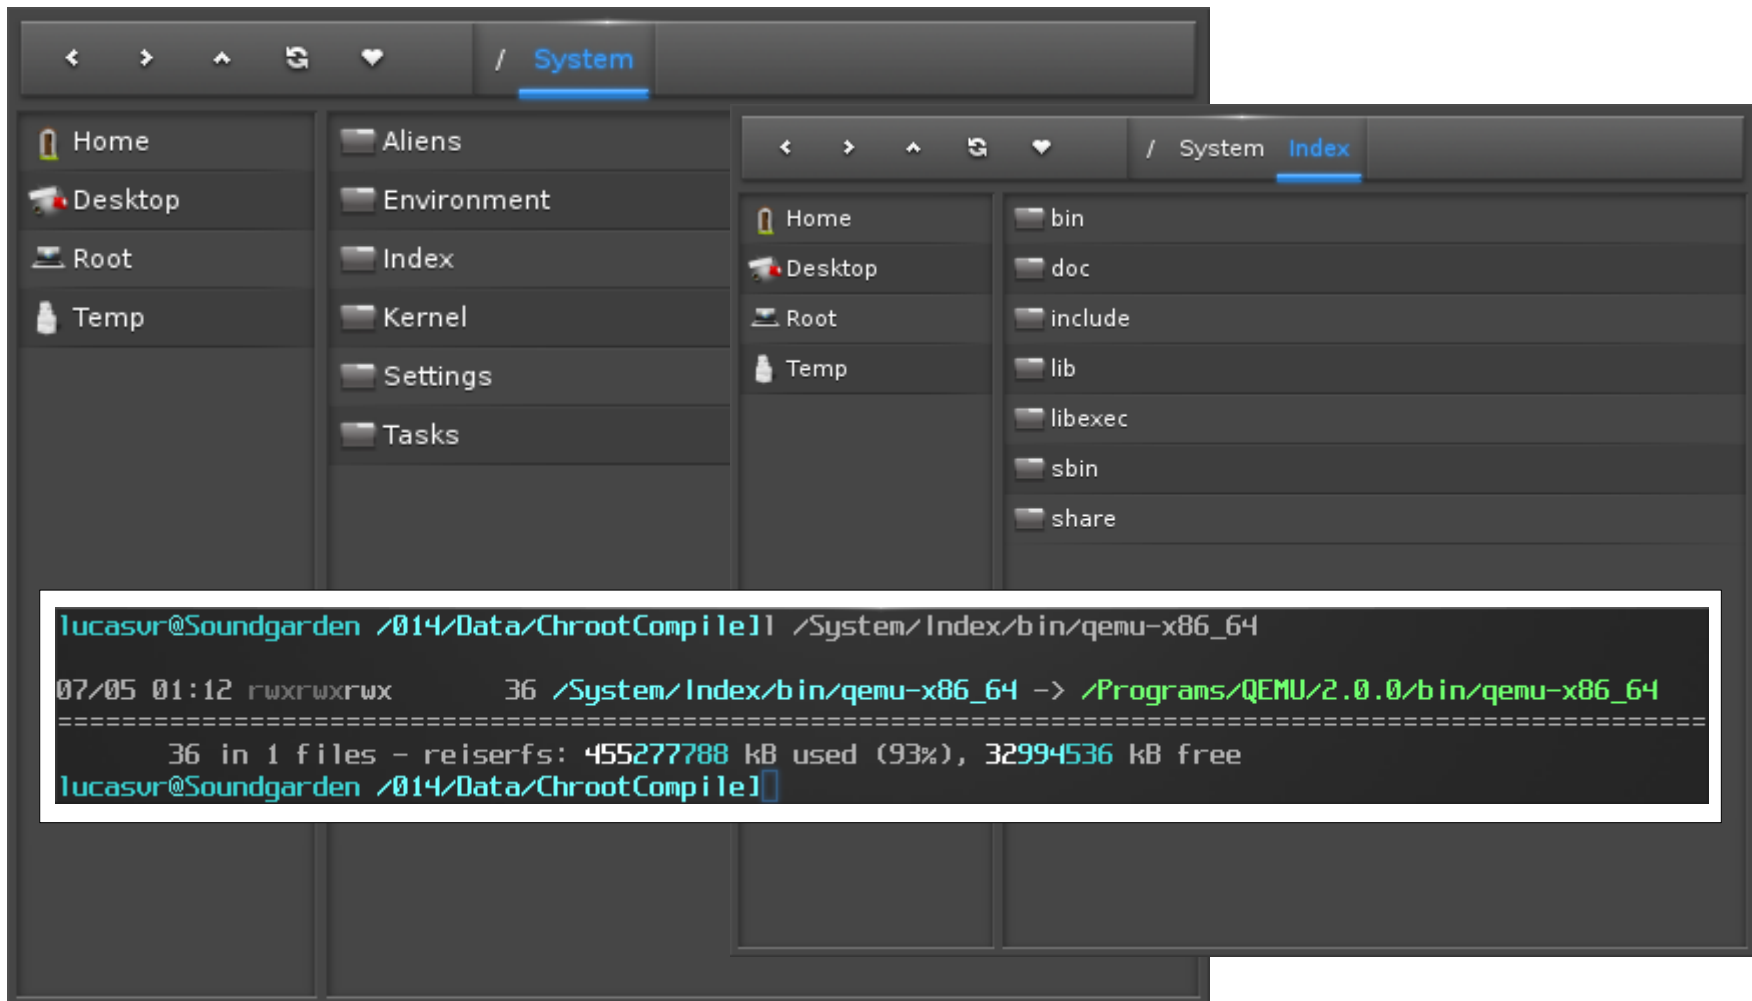 / System
Home
Desktop
Root
Temp
Aliens
Environment
Index
Kernel
Settings
Tasks
/ System Index
Home
Desktop
Root
Temp
bin
doc
include
lib
libexec
sbin
share
lucasvr@Soundgarden /014/Data/ChrootCompile]l /System/Index/bin/qemu-x86_64
07/05 01:12 rwxrwxrwx 36 /System/Index/bin/qemu-x86_64 -> /Programs/QEMU/2.0.0/bin/qemu-x86_64
=======================================================================================================
36 in 1 files - reiserfs: 455277788 kB used (93%), 32994536 kB free
lucasvr@Soundgarden /014/Data/ChrootCompile]